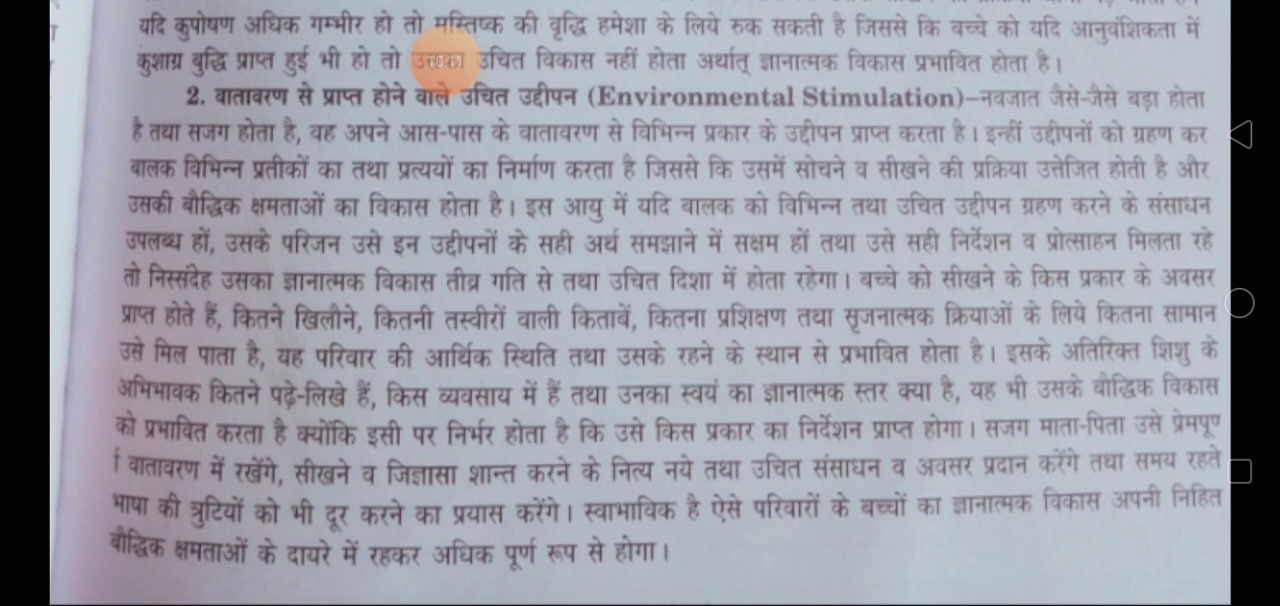 यदि कुपोषण अधिक गम्भीर हो तो मस्तिष्क की वृद्धि हमेशा के लिये रुक सकती है जिससे कि बच्चे को यदि आनुवंशिकता में
कुशाग्र बुद्धि प्राप्त हुई भी हो तो उसका उचित विकास नहीं होता अर्थात् ज्ञानात्मक विकास प्रभावित होता है।
2. वातावरण से प्राप्त होने वाले उचित उद्दीपन (Environmental Stimulation)–नवजात जैसे-जैसे बड़ा होता
है तथा सजग होता है, वह अपने आस-पास के वातावरण से विभिन्न प्रकार के उद्दीपन प्राप्त करता है। इन्हीं उद्दीपनों को ग्रहण कर
बालक विभिन्न प्रतीकों का तथा प्रत्ययों का निर्माण करता है जिससे कि उसमें सोचने व सीखने की प्रक्रिया उत्तेजित होती है और
उसकी बौद्धिक क्षमताओं का विकास होता है। इस आयु में यदि बालक को विभिन्न तथा उचित उद्दीपन ग्रहण करने के संसाधन
उपलब्ध हों, उसके परिजन उसे इन उद्दीपनों के सही अर्थ समझाने में सक्षम हों तथा उसे सही निर्देशन व प्रोत्साहन मिलता रहे
तो निस्संदेह उसका ज्ञानात्मक विकास तीव्र गति से तथा उचित दिशा में होता रहेगा। बच्चे को सीखने के किस प्रकार के अवसर
प्राप्त होते हैं, कितने खिलौने, कितनी तस्वीरों वाली किताबें, कितना प्रशिक्षण तथा सृजनात्मक क्रियाओं के लिये कितना सामान
उसे मिल पाता है, यह परिवार की आर्थिक स्थिति तथा उसके रहने के स्थान से प्रभावित होता है। इसके अतिरिक्त शिशु के
अभिभावक कितने पढ़े-लिखे हैं, किस व्यवसाय में हैं तथा उनका स्वयं का ज्ञानात्मक स्तर क्या है, यह भी उसके बौद्धिक विकास
को प्रभावित करता है क्योंकि इसी पर निर्भर होता है कि उसे किस प्रकार का निर्देशन प्राप्त होगा। सजग माता-पिता उसे प्रेमपूण
र् वातावरण में रखेंगे, सीखने व जिज्ञासा शान्त करने के नित्य नये तथा उचित संसाधन व अवसर प्रदान करेंगे तथा समय रहते
भाषा की त्रुटियों को भी दूर करने का प्रयास करेंगे। स्वाभाविक है ऐसे परिवारों के बच्चों का ज्ञानात्मक विकास अपनी निहित
बौद्धिक क्षमताओं के दायरे में रहकर अधिक पूर्ण रूप से होगा।